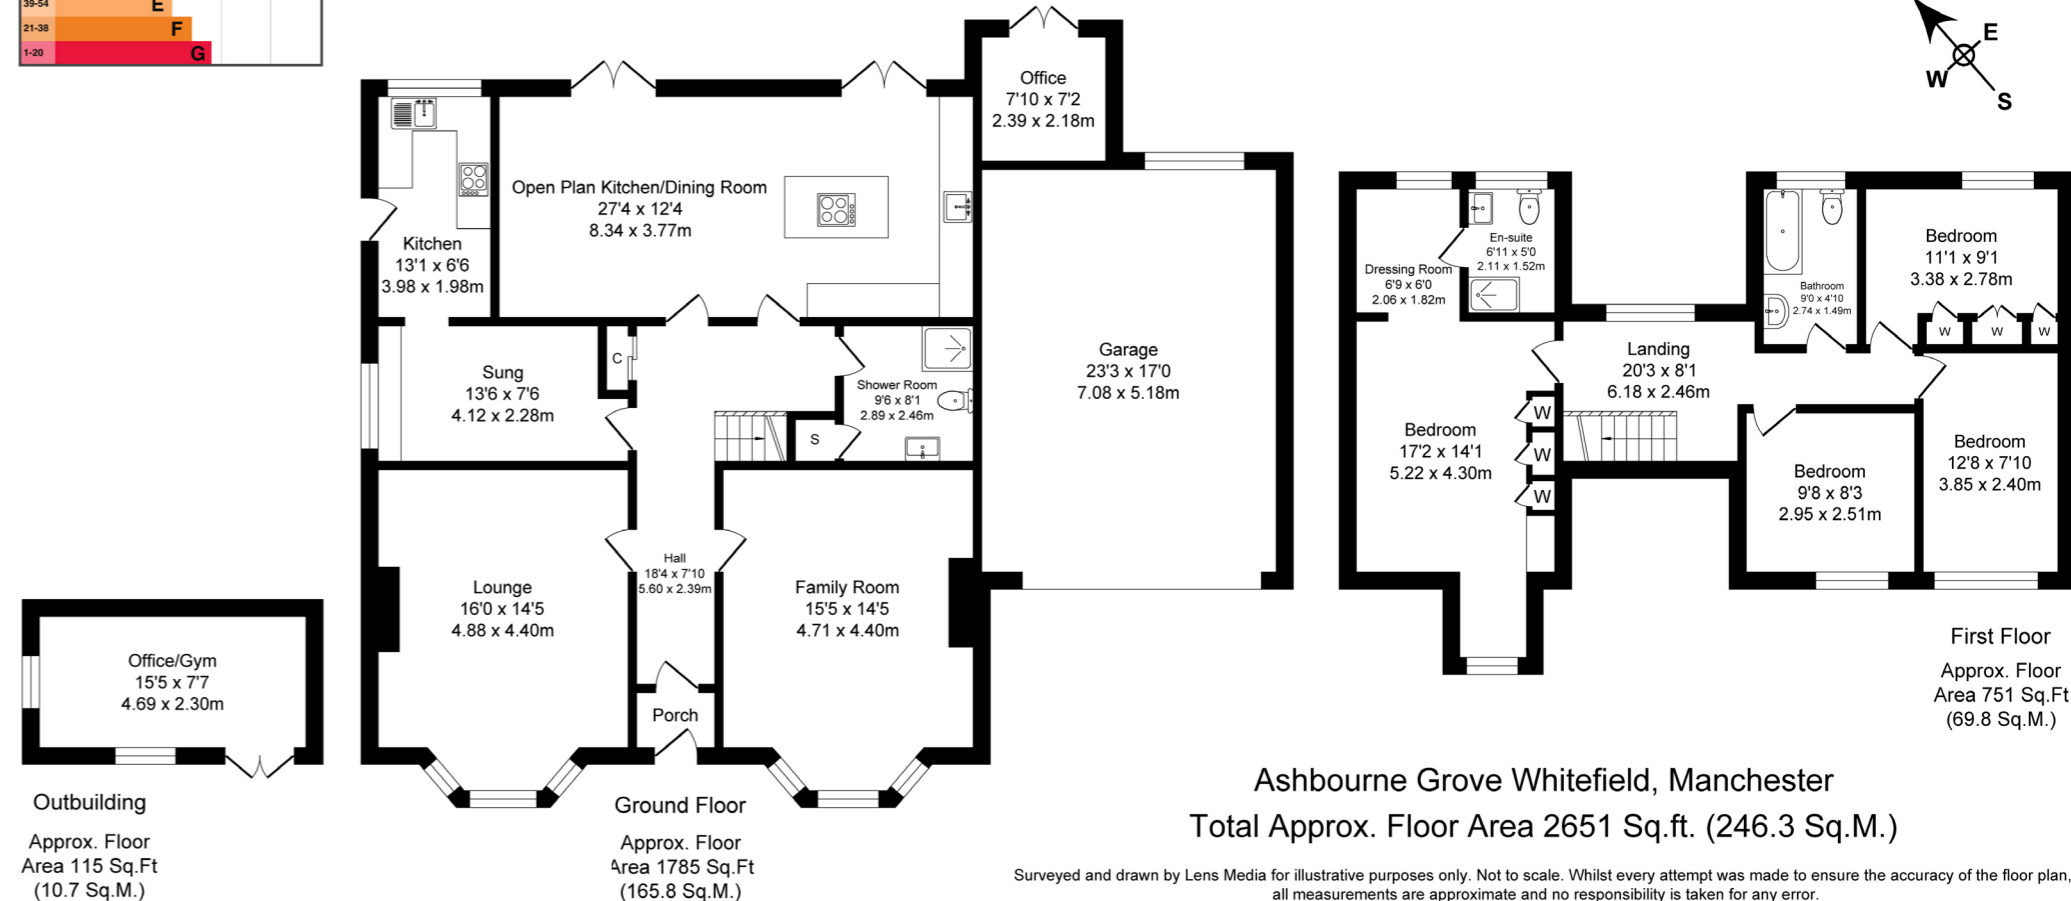 39-54 E
21-38 F
1-20 G
E
W
S
Office
7'10 x 7'2
2.39 x 2.18m
Open Plan Kitchen/Dining Room
27'4 x 12'4
8.34 x 3.77m
Kitchen
13'1 x 6'6
3.98 x 1.98m
Sung
13'6 x 7'6
4.12 x 2.28m
C
S
Shower Room
9'6 x 8'1
2.89 x 2.46m
Garage
23'3 x 17'0
7.08 x 5.18m
Hall
18'4 x 7'10
5.60 x 2.39m
Lounge
16'0 x 14'5
4.88 x 4.40m
Family Room
15'5 x 14'5
4.71 x 4.40m
Porch
Office/Gym
15'5 x 7'7
4.69 x 2.30m
Outbuilding
Approx. Floor
Area 115 Sq.Ft
(10.7 Sq.M.)
Ground Floor
Approx. Floor
Area 1785 Sq.Ft
(165.8 Sq.M.)
Dressing Room
6'9 x 6'0
2.06 x 1.82m
En-suite
6'11 x 5'0
2.11 x 1.52m
Bathroom
9'0 x 4'10
2.74 x 1.49m
Bedroom
11'1 x 9'1
3.38 x 2.78m
W
W
W
Landing
20'3 x 8'1
6.18 x 2.46m
Bedroom
17'2 x 14'1
5.22 x 4.30m
W
W
W
Bedroom
9'8 x 8'3
2.95 x 2.51m
Bedroom
12'8 x 7'10
3.85 x 2.40m
First Floor
Approx. Floor
Area 751 Sq.Ft
(69.8 Sq.M.)
Ashbourne Grove Whitefield, Manchester
Total Approx. Floor Area 2651 Sq.ft. (246.3 Sq.M.)
Surveyed and drawn by Lens Media for illustrative purposes only. Not to scale. Whilst every attempt was made to ensure the accuracy of the floor plan,
all measurements are approximate and no responsibility is taken for any error.